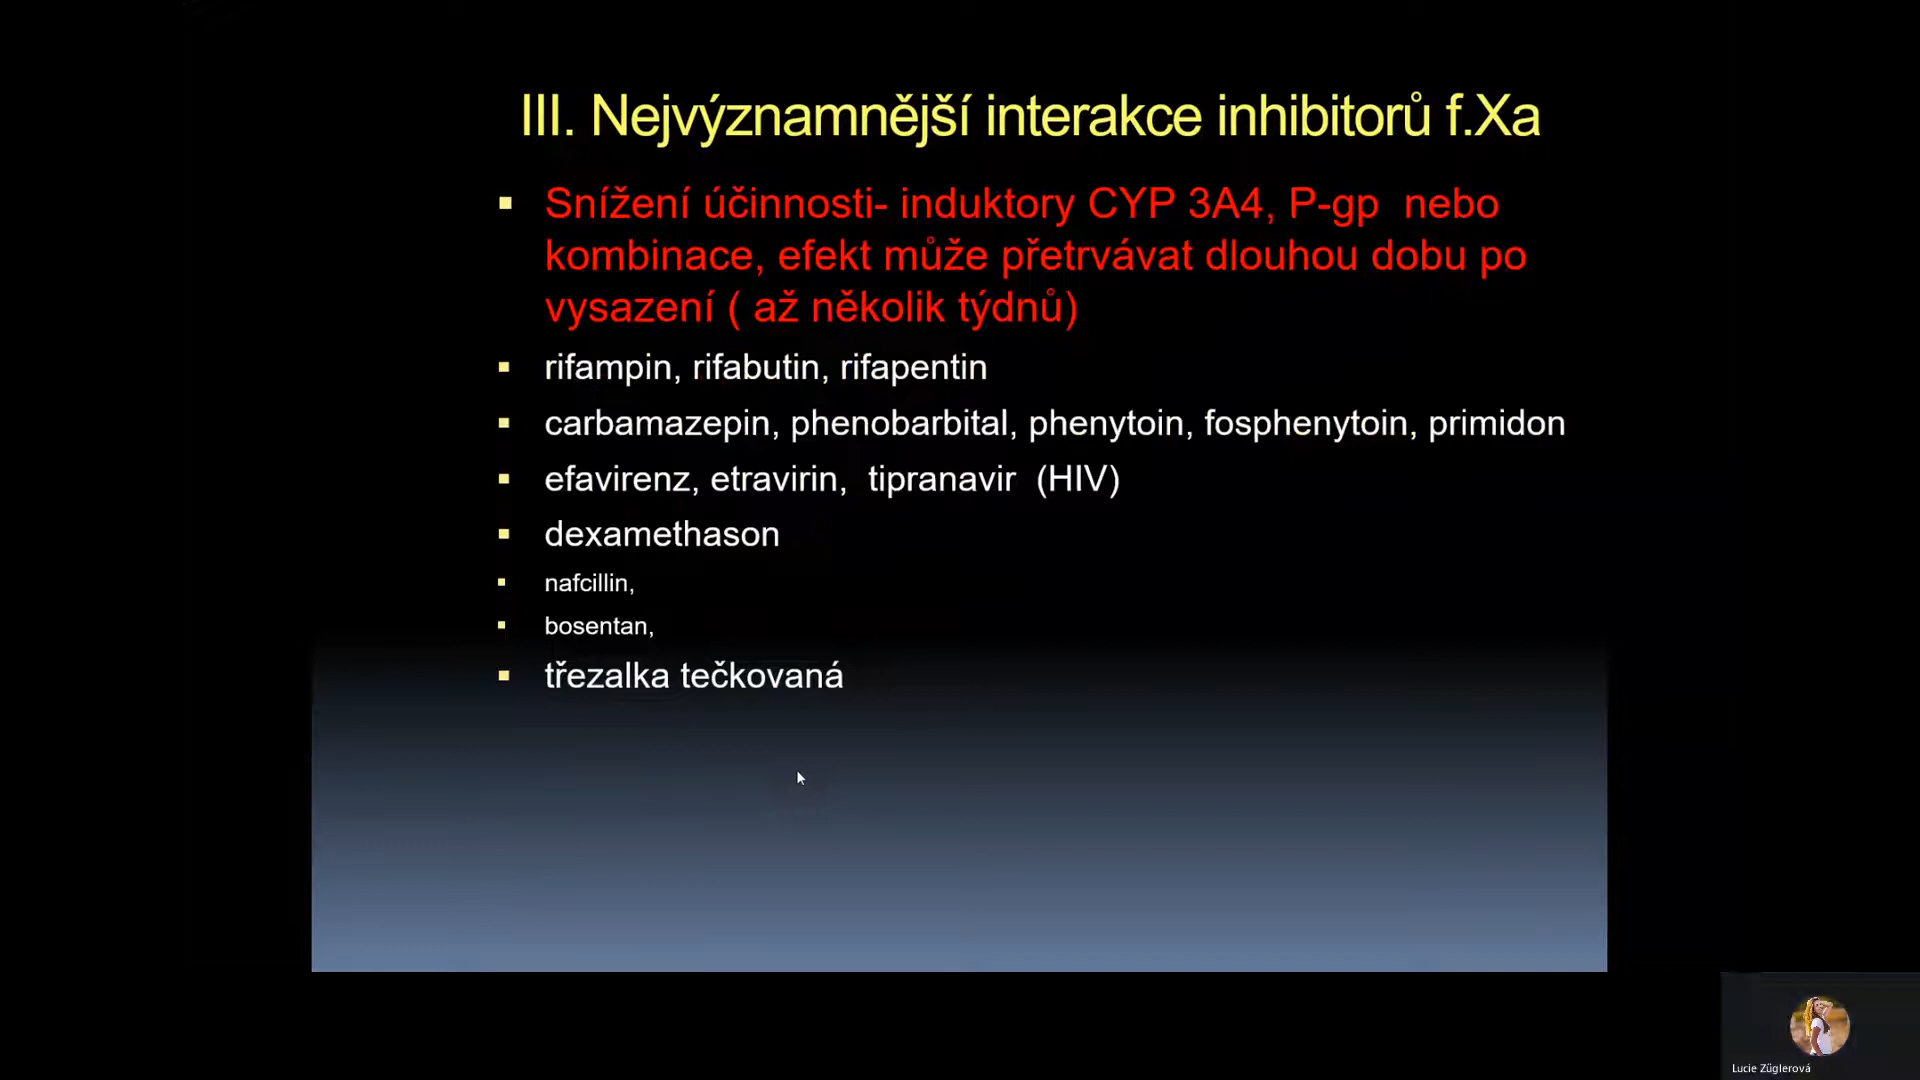 III. Nejvýznamnější interakce inhibitorů f.Xa
Snížení účinnosti- induktory CYP 3A4, P-gp  nebo
kombinace, efekt může přetrvávat dlouhou dobu po
vysazení ( až několik týdnů)
rifampin, rifabutin, rifapentin
carbamazepin, phenobarbital, phenytoin, fosphenytoin, primidon
efavirenz, etravirin,  tipranavir  (HIV)
dexamethason
nafcillin,
bosentan,
třezalka tečkovaná
Lucie Züglerová